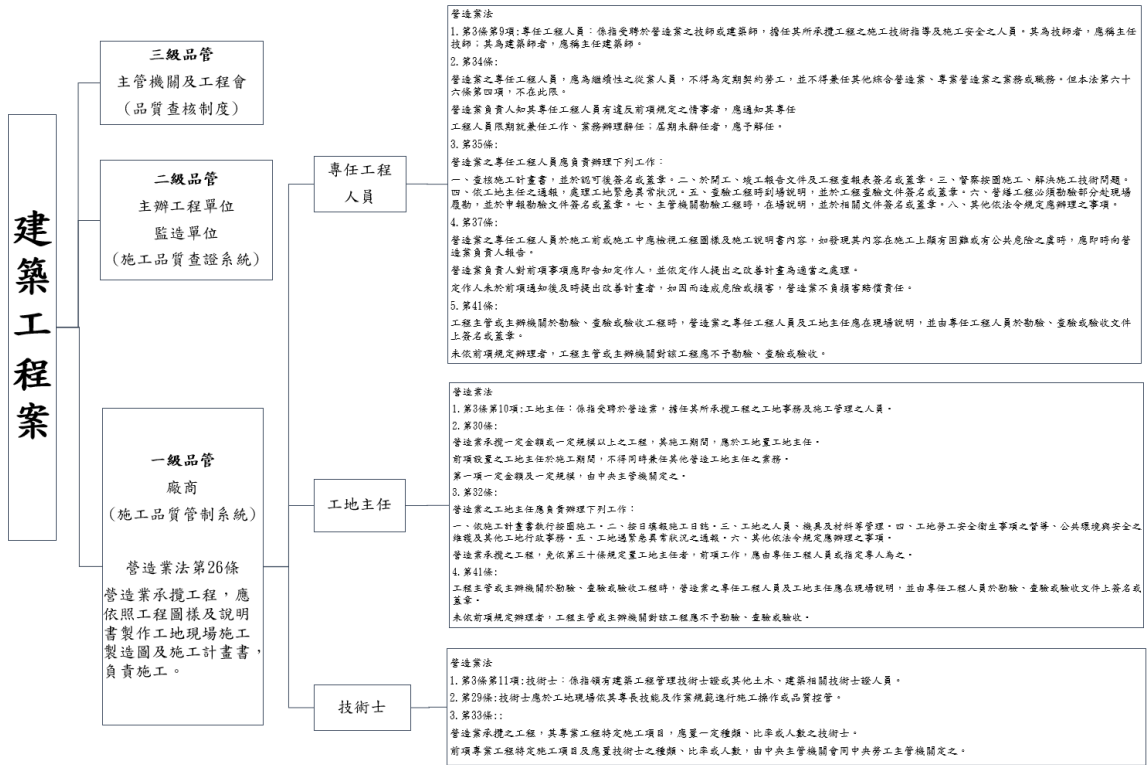 建築工程案
三級品管
主管機關及工程會
(品質查核制度)
二級品管
主辦工程單位
監造單位
(施工品質查證系統)
一級品管
廠商
(施工品質管制系統)
營造業法第26條
營造業承攬工程，應
依照工程圖樣及說明
書製作工地現場施工
製造圖及施工計畫書，
負責施工。
專任工程
人員
營造業法
1.第3條第9項:專任工程人員：係指受聘於營造業之技師或建築師，擔任其所承攬工程之施工技術指導及施工安全之人員。其為技師者，應稱主任
技師；其為建築師者，應稱主任建築師。
2.第34條:
營造業之專任工程人員，應為繼續性之從業人員，不得為定期契約勞工，並不得兼任其他綜合營造業、專業營造業之業務或職務。但本法第六十
六條第四項，不在此限。
營造業負責人知其專任工程人員有違反前項規定之情事者，應通知其專任
工程人員限期就兼任工作、業務辦理辭任；屆期未辭任者，應予解任。
3.第35條:
營造業之專任工程人員應負責辦理下列工作：
一、查核施工計畫書，並於認可後簽名或蓋章。二、於開工、竣工報告文件及工程查報表簽名或蓋章。三、督察按圖施工、解決施工技術問題。
四、依工地主任之通報，處理工地緊急異常狀況。五、查驗工程時到場說明，並於工程查驗文件簽名或蓋章。六、營繕工程必須勘驗部分赴現場
履勘，並於申報勘驗文件簽名或蓋章。七、主管機關勘驗工程時，在場說明，並於相關文件簽名或蓋章。八、其他依法令規定應辦理之事項。
4.第37條:
營造業之專任工程人員於施工前或施工中應檢視工程圖樣及施工說明書內容，如發現其內容在施工上顯有困難或有公共危險之虞時，應即時向營
造業負責人報告。
營造業負責人對前項事項應即告知定作人，並依定作人提出之改善計畫為適當之處理。
定作人未於前項通知後及時提出改善計畫者，如因而造成危險或損害，營造業不負損害賠償責任。
5.第41條:
工程主管或主辦機關於勘驗、查驗或驗收工程時，營造業之專任工程人員及工地主任應在現場說明，並由專任工程人員於勘驗、查驗或驗收文件
上簽名或蓋章。
未依前項規定辦理者，工程主管或主辦機關對該工程應不予勘驗、查驗或驗收。
工地主任
營造業法
1.第3條第10項:工地主任：係指受聘於營造業，擔任其所承攬工程之工地事務及施工管理之人員。
2.第30條:
營造業承攬一定金額或一定規模以上之工程，其施工期間，應於工地置工地主任。
前項設置之工地主任於施工期間，不得同時兼任其他營造工地主任之業務。
第一項一定金額及一定規模，由中央主管機關定之。
3.第32條:
營造業之工地主任應負責辦理下列工作：
一、依施工計畫書執行按圖施工。二、按日填報施工日誌。三、工地之人員、機具及材料等管理。四、工地勞工安全衛生事項之督導、公共環境與安全之
維護及其他工地行政事務。五、工地遇緊急異常狀況之通報。六、其他依法令規定應辦理之事項。
營造業承攬之工程，免依第三十條規定置工地主任者，前項工作，應由專任工程人員或指定專人為之。
4.第41條:
工程主管或主辦機關於勘驗、查驗或驗收工程時，營造業之專任工程人員及工地主任應在現場說明，並由專任工程人員於勘驗、查驗或驗收文件上簽名或
蓋章。
未依前項規定辦理者，工程主管或主辦機關對該工程應不予勘驗、查驗或驗收。
技術士
營造業法
1.第3條第11項:技術士：係指領有建築工程管理技術士證或其他土木、建築相關技術士證人員。
2.第29條:技術士應於工地現場依其專長技能及作業規範進行施工操作或品質控管。
3.第33條::
營造業承攬之工程，其專業工程特定施工項目，應置一定種類、比率或人數之技術士。
前項專業工程特定施工項目及應置技術士之種類、比率或人數，由中央主管機關會同中央勞工主管機關定之。